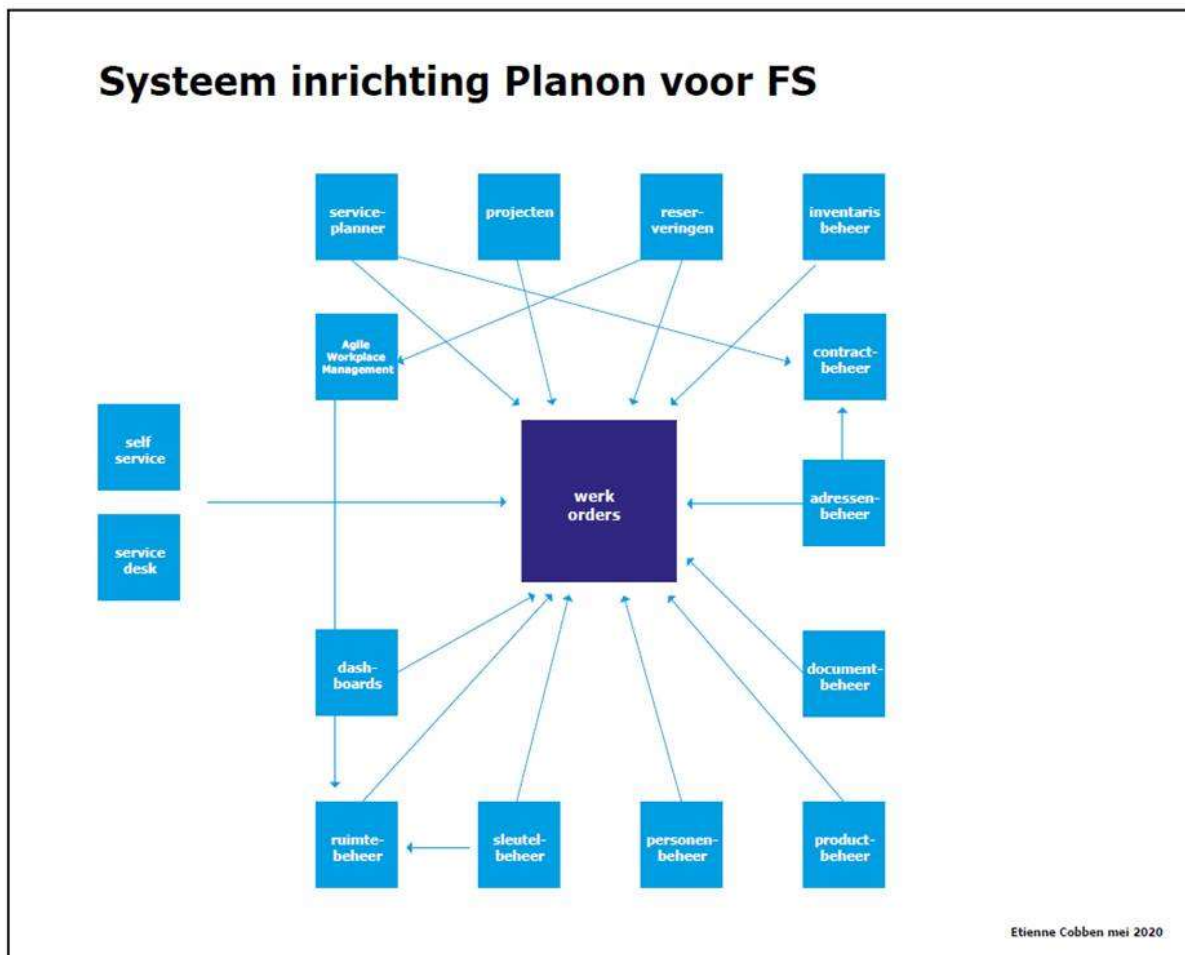 Systeem inrichting Planon voor FS
service-
planner
projecten
reser-
veringen
inventaris
beheer
Agile
Workplace
Management
contract-
beheer
self
service
werk
orders
adressen-
beheer
service
desk
dash-
boards
document-
beheer
ruimte-
beheer
sleutel-
beheer
personen-
beheer
product-
beheer
Etienne Cobben mei 2020